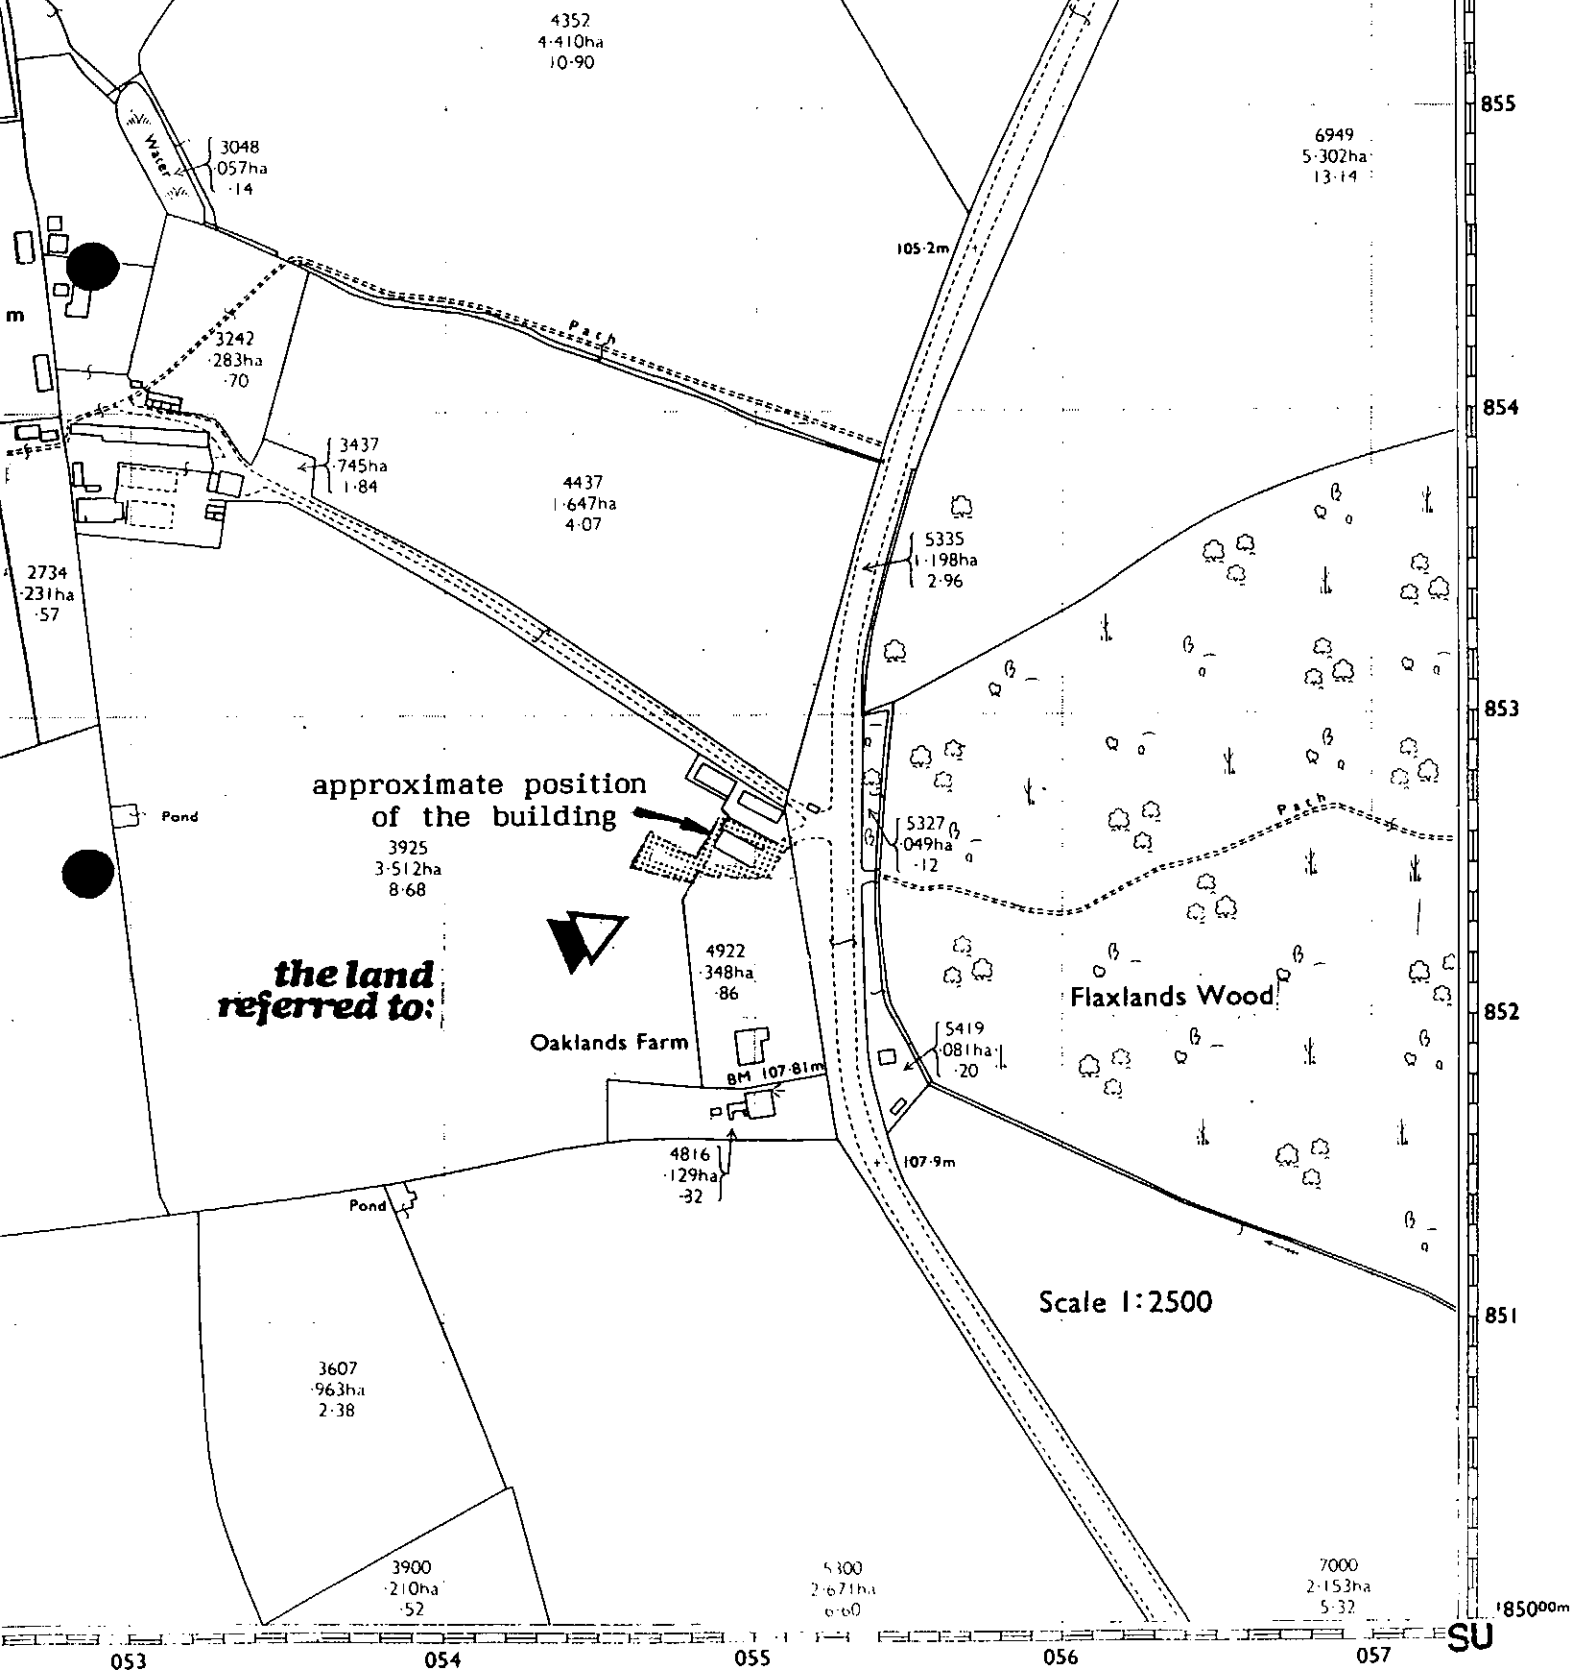 4352
4·410ha
10·90
855
6949
5·302ha
13·14
3048
·057ha
·14
Water
105·2m
m
Path
3242
·283ha
·70
854
3437
·745ha
1·84
4437
1·647ha
4·07
5335
1·198ha
2·96
2734
·231ha
·57
853
approximate position
of the building
Pond
Path
3925
3·512ha
8·68
5327
·049ha
·12
4922
·348ha
·86
the land
referred to:
Flaxlands Wood
852
Oaklands Farm
5419
·081ha
·20
BM 107·81m
4816
·129ha
·32
107·9m
Pond
Scale 1:2500
851
3607
·963ha
2·38
3900
·210ha
·52
5300
2·671ha
6·60
7000
2·153ha
5·32
185000m
SU
053
054
055
056
057